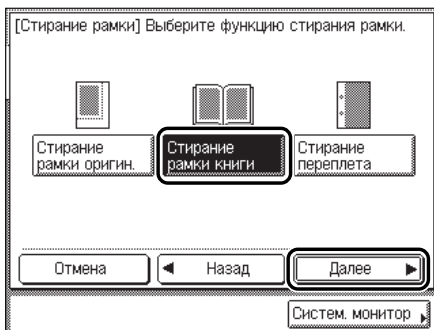 [Стирание рамки] Выберите функцию стирания рамки.
Стирание
рамки оригин.
Стирание
рамки книги
Стирание
переплета
Отмена
Назад
Далее
Систем. монитор